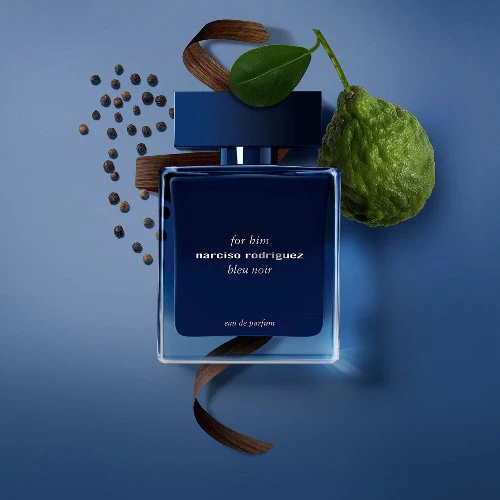 for him
narciso rodriguez
bleu noir
eau de parfum